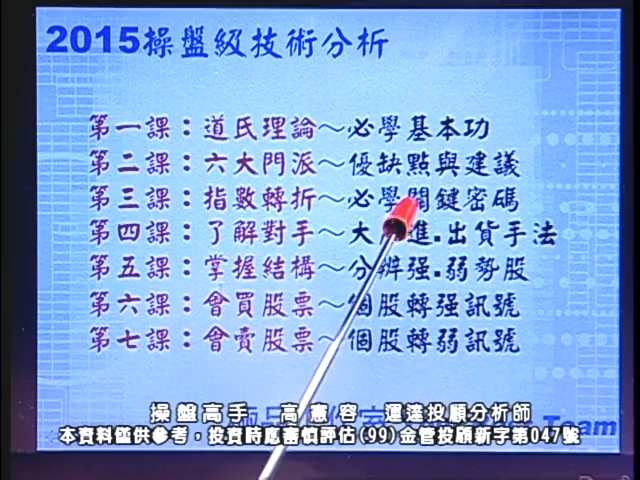 2015操盤級技術分析
第一課：道氏理論～必學基本功
第二課：六大門派～優缺點與建議
第三課：指數轉折～必學關鍵密碼
第四課：了解對手～大 進.出貨手法
第五課：掌握結構～分辨强.弱勢股
第六課：會買股票～個股轉强訊號
第七課：會賣股票～個股轉弱訊號
操盤高手 高憲容 運達投顧分析師
Team
本資料僅供參考，投資時應審慎評估(99)金管投顧新字第047號